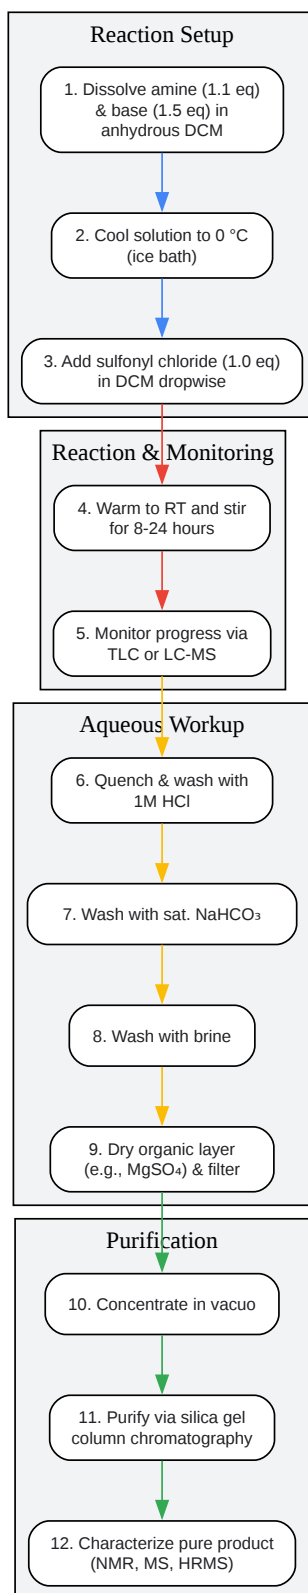 Reaction Setup
1. Dissolve amine (1.1 eq)
& base (1.5 eq) in
anhydrous DCM
2. Cool solution to 0 °C
(ice bath)
3. Add sulfonyl chloride (1.0 eq)
in DCM dropwise
Reaction & Monitoring
4. Warm to RT and stir
for 8-24 hours
5. Monitor progress via
TLC or LC-MS
Aqueous Workup
6. Quench & wash with
1M HCl
7. Wash with sat. NaHCO₃
8. Wash with brine
9. Dry organic layer
(e.g., MgSO₄) & filter
Purification
10. Concentrate in vacuo
11. Purify via silica gel
column chromatography
12. Characterize pure product
(NMR, MS, HRMS)